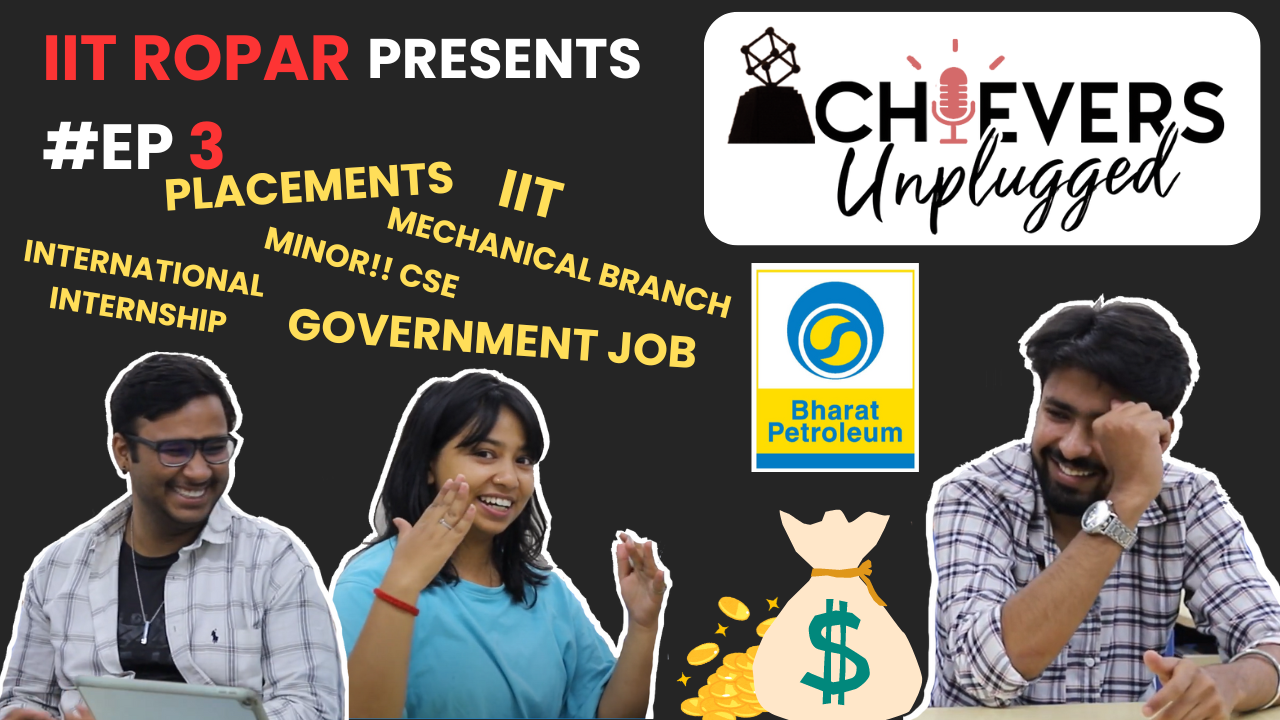 IIT ROPAR PRESENTS
#EP 3
ACHIEVERS
Unplugged
PLACEMENTS
IIT
MECHANICAL BRANCH
MINOR!! CSE
INTERNATIONAL
INTERNSHIP
GOVERNMENT JOB
Bharat
Petroleum
$